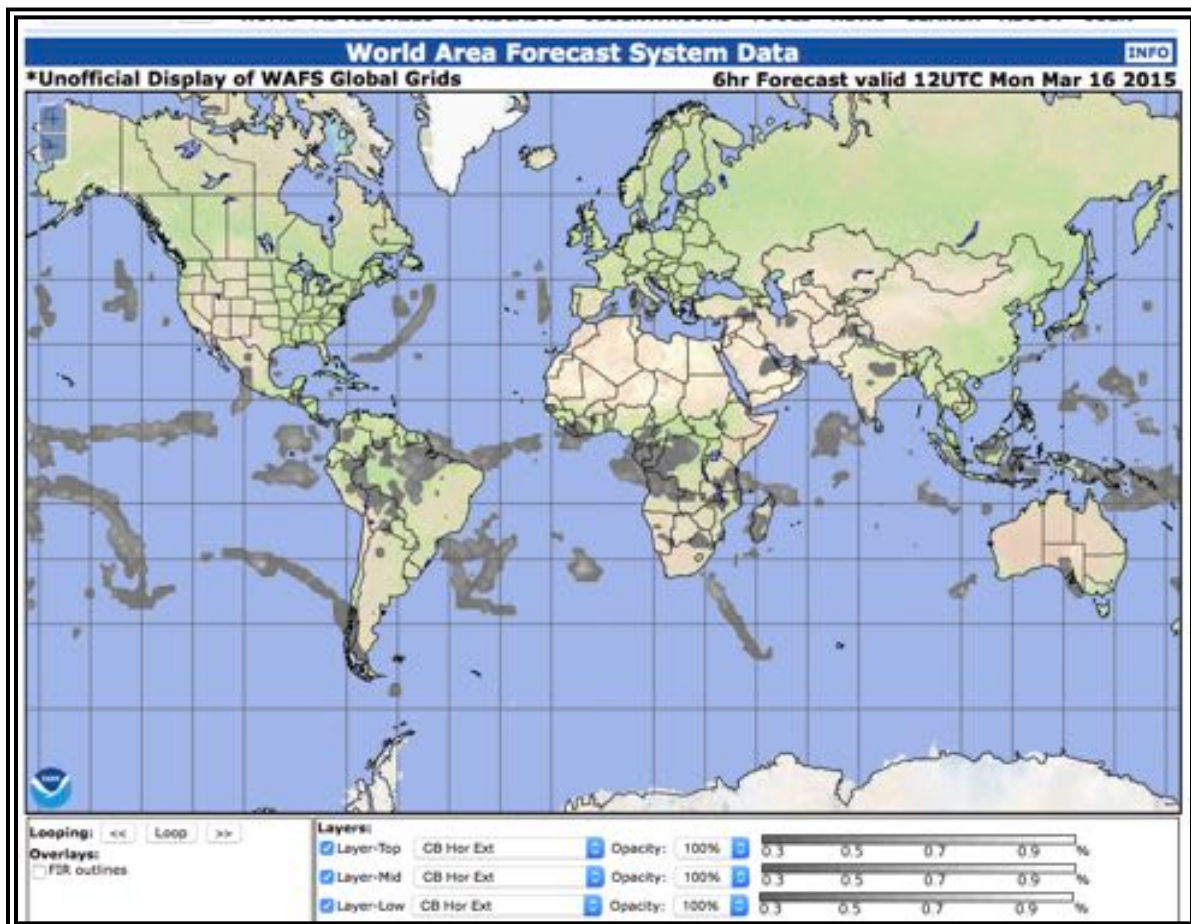 World Area Forecast System Data
INFO
*Unofficial Display of WAFS Global Grids
6hr Forecast valid 12UTC Mon Mar 16 2015
Looping: << Loop >>
Overlays:
FIR outlines
Layers:
Layer-Top CB Hor Ext Opacity: 100% 0.3 0.5 0.7 0.9 %
Layer-Mid CB Hor Ext Opacity: 100% 0.3 0.5 0.7 0.9 %
Layer-Low CB Hor Ext Opacity: 100% 0.3 0.5 0.7 0.9 %